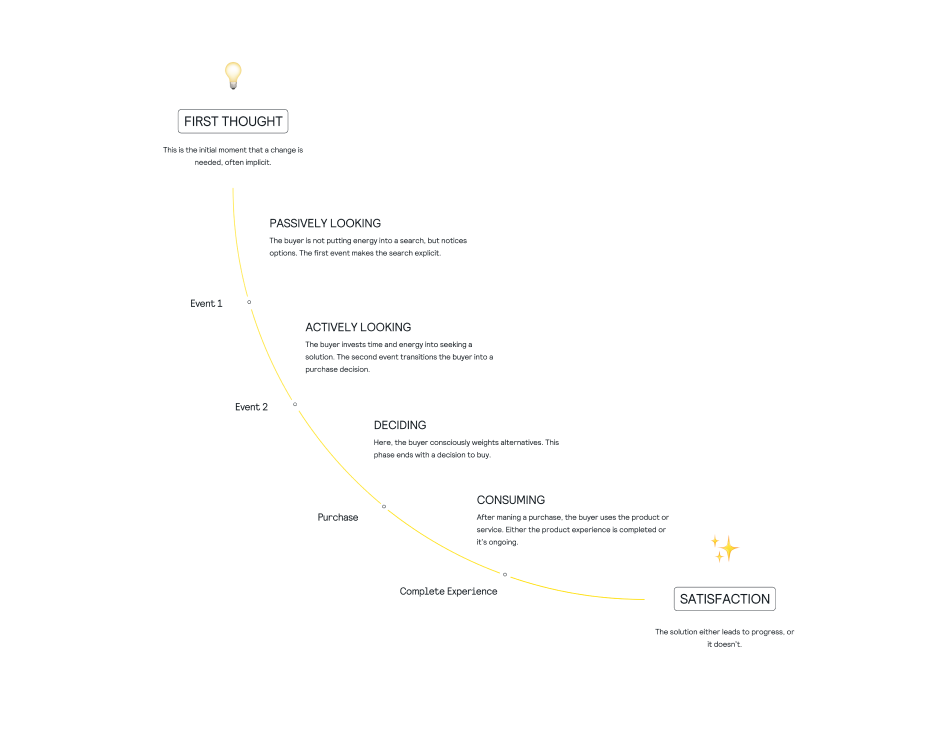 FIRST THOUGHT
This is the initial moment that a change is
needed, often implicit.
PASSIVELY LOOKING
The buyer is not putting energy into a search, but notices
options. The first event makes the search explicit.
Event 1
ACTIVELY LOOKING
The buyer invests time and energy into seeking a
solution. The second event transitions the buyer into a
purchase decision.
Event 2
DECIDING
Here, the buyer consciously weights alternatives. This
phase ends with a decision to buy.
Purchase
CONSUMING
After maning a purchase, the buyer uses the product or
service. Either the product experience is completed or
it's ongoing.
Complete Experience
SATISFACTION
The solution either leads to progress, or
it doesn't.